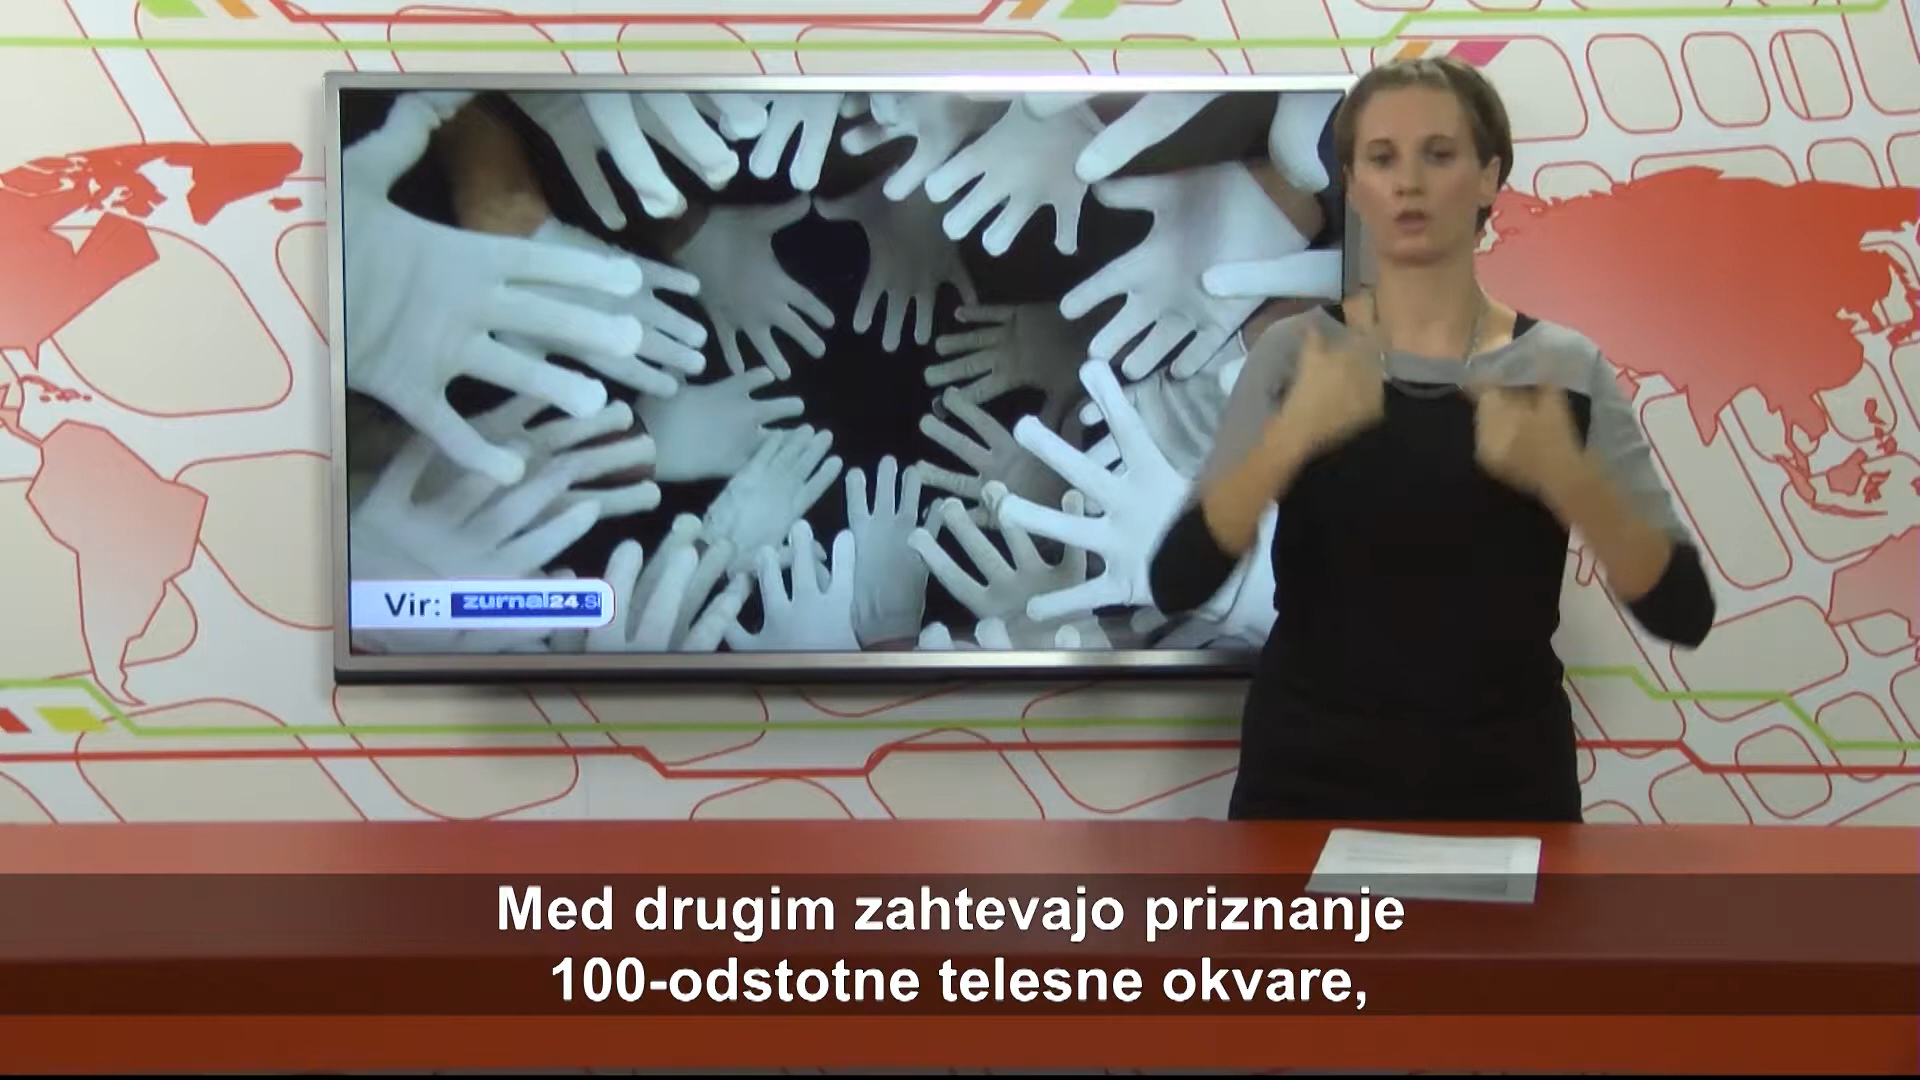 Vir: zurnal24.si
Med drugim zahtevajo priznanje
100-odstotne telesne okvare,